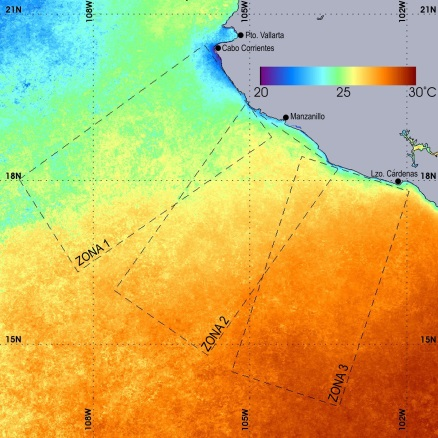 108W
105W
102W
21N
21N
Pto. Vallarta
Cabo Corrientes
20
25
30°C
Manzanillo
Lzo. Cárdenas
18N
18N
ZONA 1
ZONA 2
ZONA 3
15N
15N
108W
105W
102W